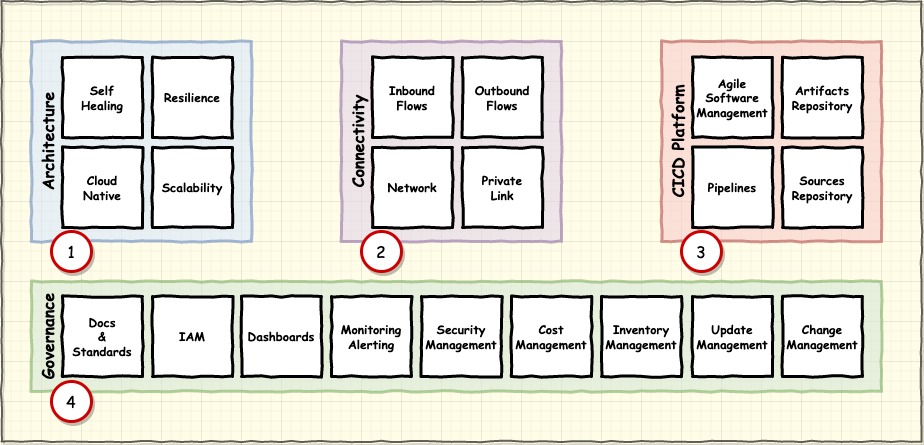 Architecture
Self
Healing
Resilience
Cloud
Native
Scalability
1
Connectivity
Inbound
Flows
Outbound
Flows
Network
Private
Link
2
CICD Platform
Agile
Software
Management
Artifacts
Repository
Pipelines
Sources
Repository
3
Governance
Docs
&
Standards
IAM
Dashboards
Monitoring
Alerting
Security
Management
Cost
Management
Inventory
Management
Update
Management
Change
Management
4